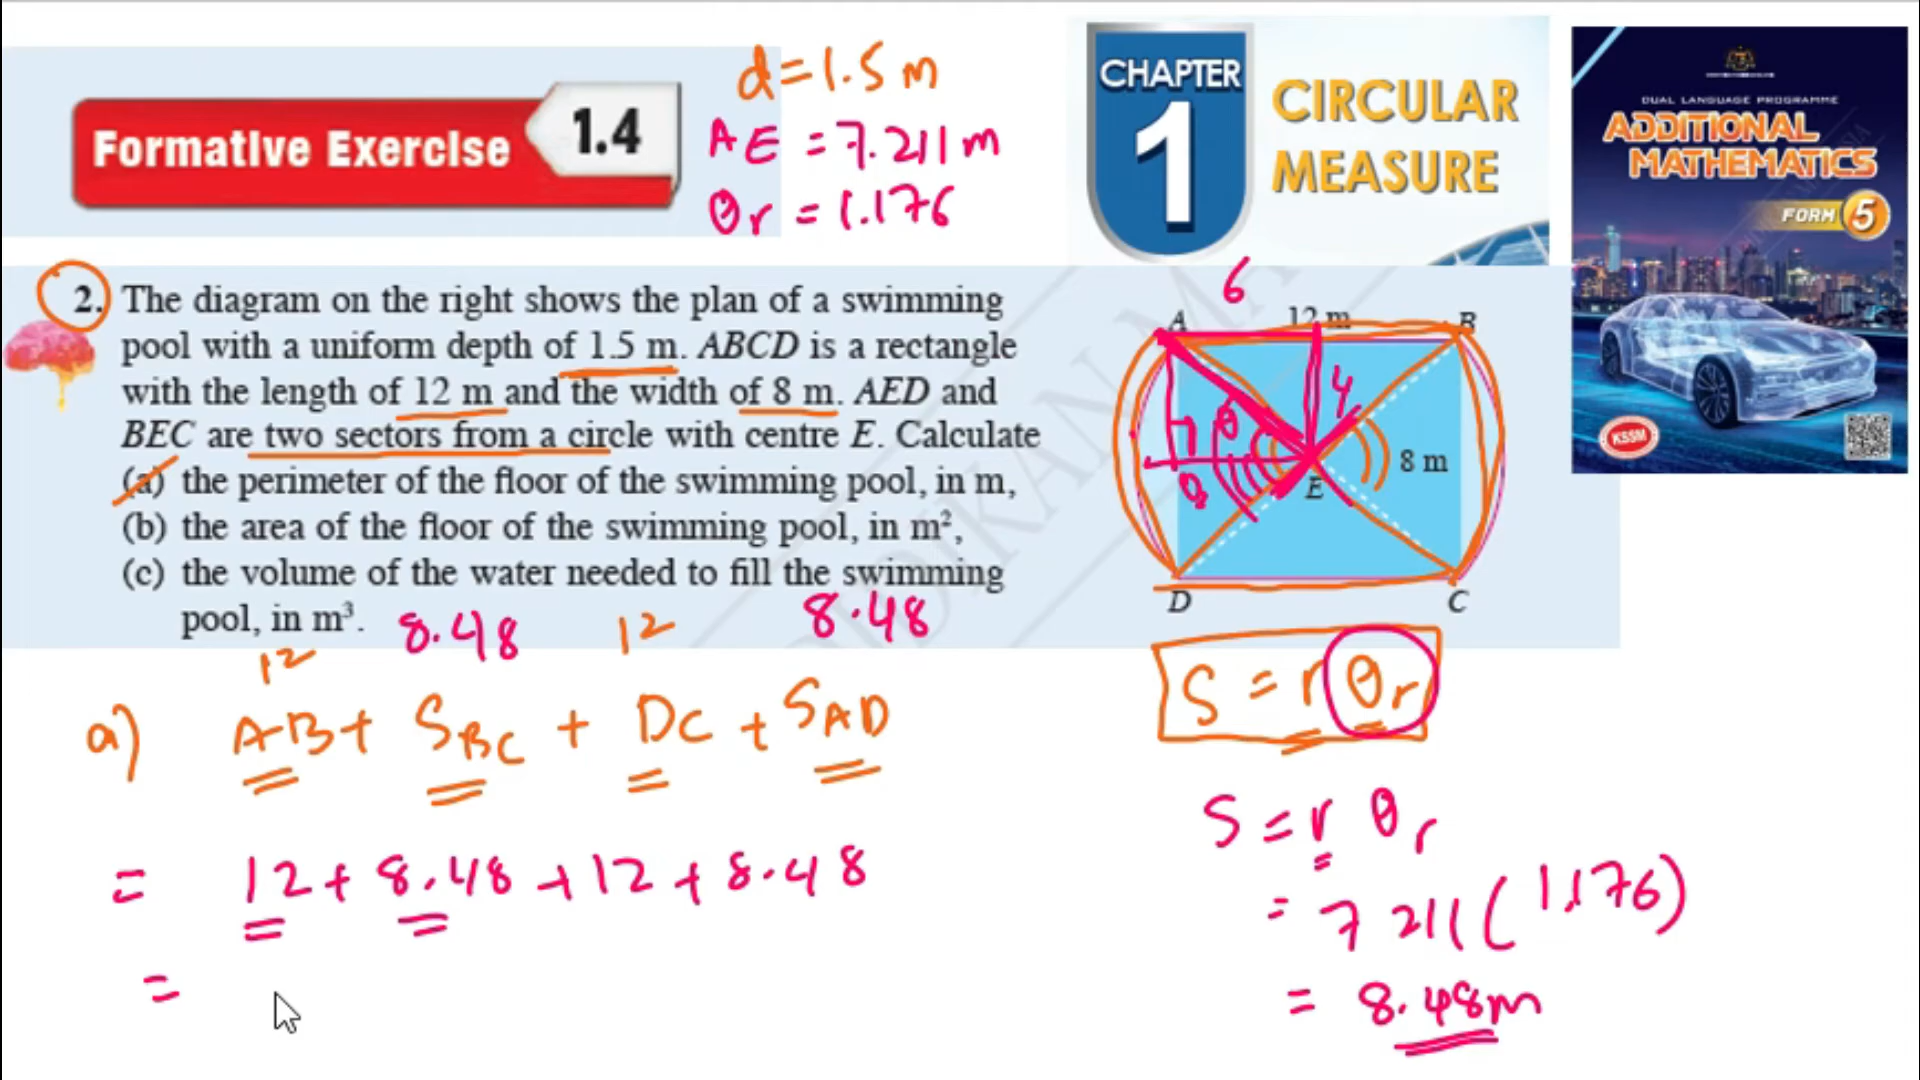 Formative Exercise 1.4
d = 1.5 m
AE = 7.211 m
θr = 1.176
CHAPTER
1
CIRCULAR
MEASURE
DUAL LANGUAGE PROGRAMME
ADDITIONAL
MATHEMATICS
FORM 5
KSSM
2. The diagram on the right shows the plan of a swimming
pool with a uniform depth of 1.5 m. ABCD is a rectangle
with the length of 12 m and the width of 8 m. AED and
BEC are two sectors from a circle with centre E. Calculate
(a) the perimeter of the floor of the swimming pool, in m,
(b) the area of the floor of the swimming pool, in m²,
(c) the volume of the water needed to fill the swimming
pool, in m³.
6
A 12 m B
4
θ
θ
8 m
E
D C
12 8.48 12 8.48
a) AB + S_BC + DC + S_AD
= 12 + 8.48 + 12 + 8.48
=
S = rθr
S = r θr
= 7 211 (1.176)
= 8.48m